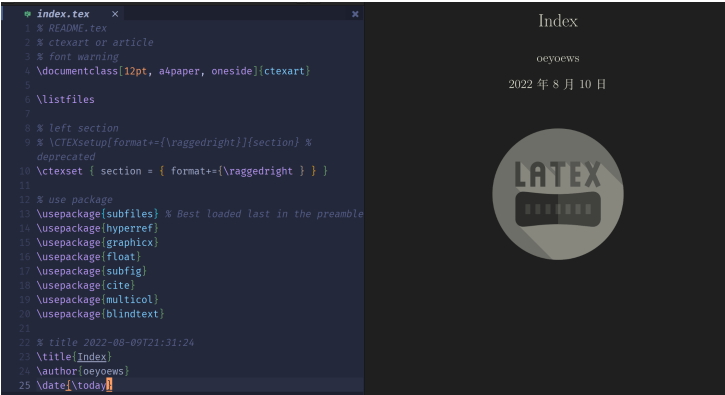 index.tex
1 % README.tex
2 % ctexart or article
3 % font warning
4 \documentclass[12pt, a4paper, oneside]{ctexart}
5
6 \listfiles
7
8 % left section
9 % \CTEXsetup[format+={\raggedright}]{section} %
deprecated
10 \ctexset { section = { format+={\raggedright } } }
11
12 % use package
13 \usepackage{subfiles} % Best loaded last in the preamble
14 \usepackage{hyperref}
15 \usepackage{graphicx}
16 \usepackage{float}
17 \usepackage{subfig}
18 \usepackage{cite}
19 \usepackage{multicol}
20 \usepackage{blindtext}
21
22 % title 2022-08-09T21:31:24
23 \title{Index}
24 \author{oeyoews}
25 \date{\today}
Index
oeyoews
2022 年 8 月 10 日
LATEX